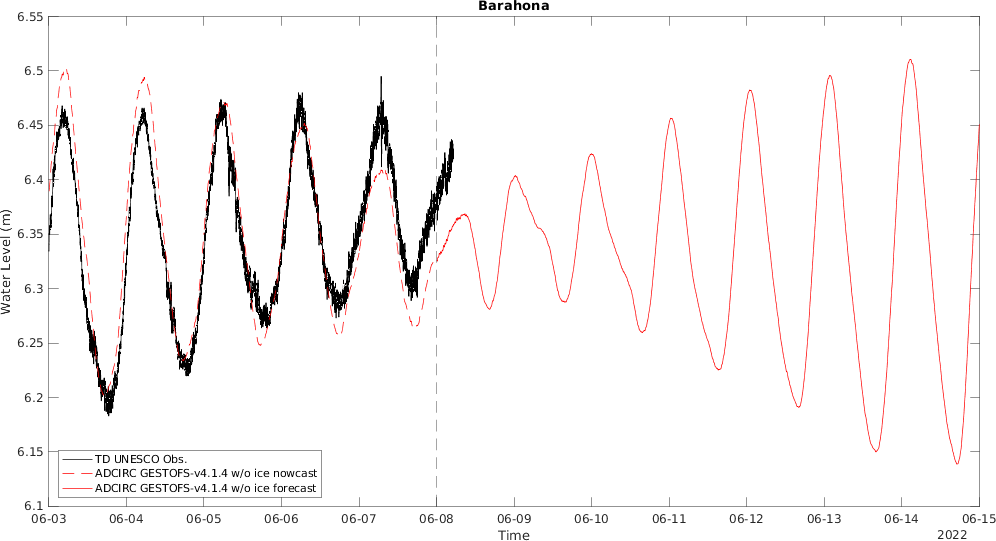 Barahona
6.55
6.5
6.45
6.4
6.35
6.3
6.25
6.2
6.15
6.1
Water Level (m)
TD UNESCO Obs.
ADCIRC GESTOFS-v4.1.4 w/o ice nowcast
ADCIRC GESTOFS-v4.1.4 w/o ice forecast
06-03 06-04 06-05 06-06 06-07 06-08 06-09 06-10 06-11 06-12 06-13 06-14 06-15
Time
2022